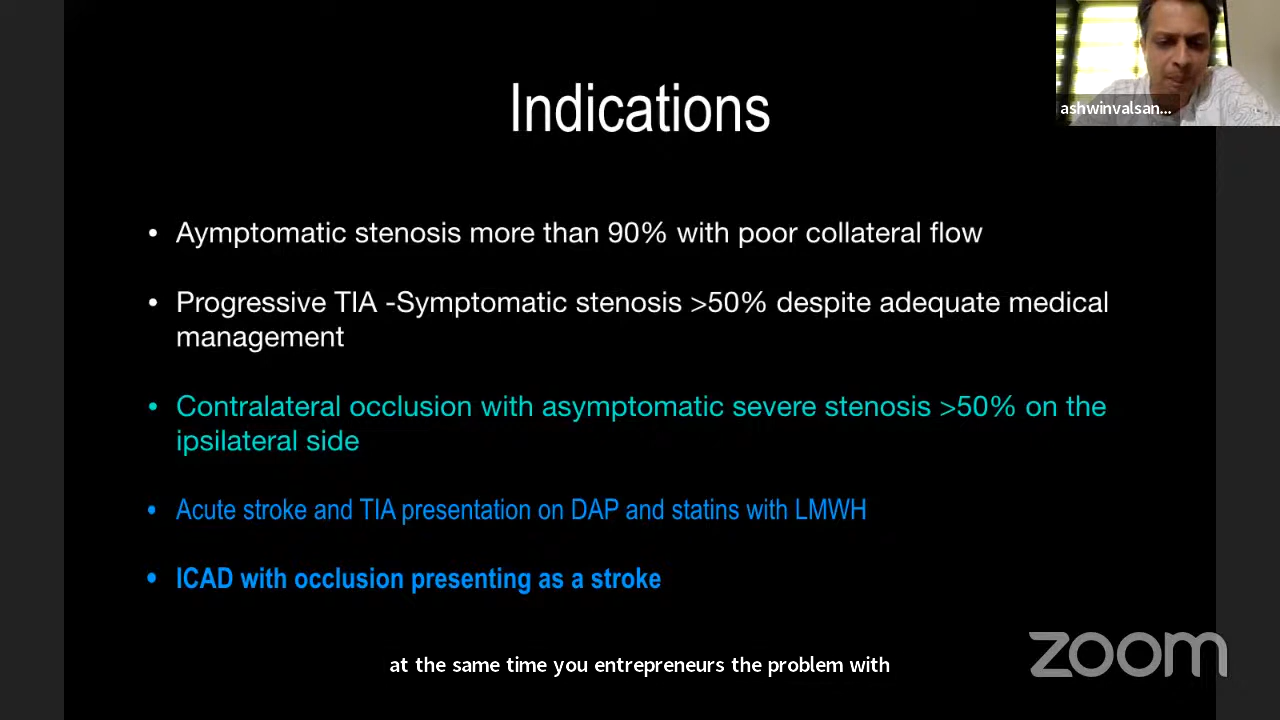 Indications
ashwinvalsan...
• Aymptomatic stenosis more than 90% with poor collateral flow
• Progressive TIA -Symptomatic stenosis >50% despite adequate medical
management
• Contralateral occlusion with asymptomatic severe stenosis >50% on the
ipsilateral side
• Acute stroke and TIA presentation on DAP and statins with LMWH
• ICAD with occlusion presenting as a stroke
at the same time you entrepreneurs the problem with
zoom